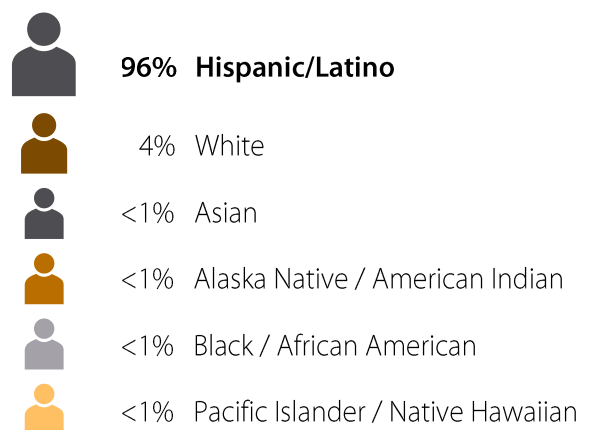 96% Hispanic/Latino
4% White
<1% Asian
<1% Alaska Native / American Indian
<1% Black / African American
<1% Pacific Islander / Native Hawaiian